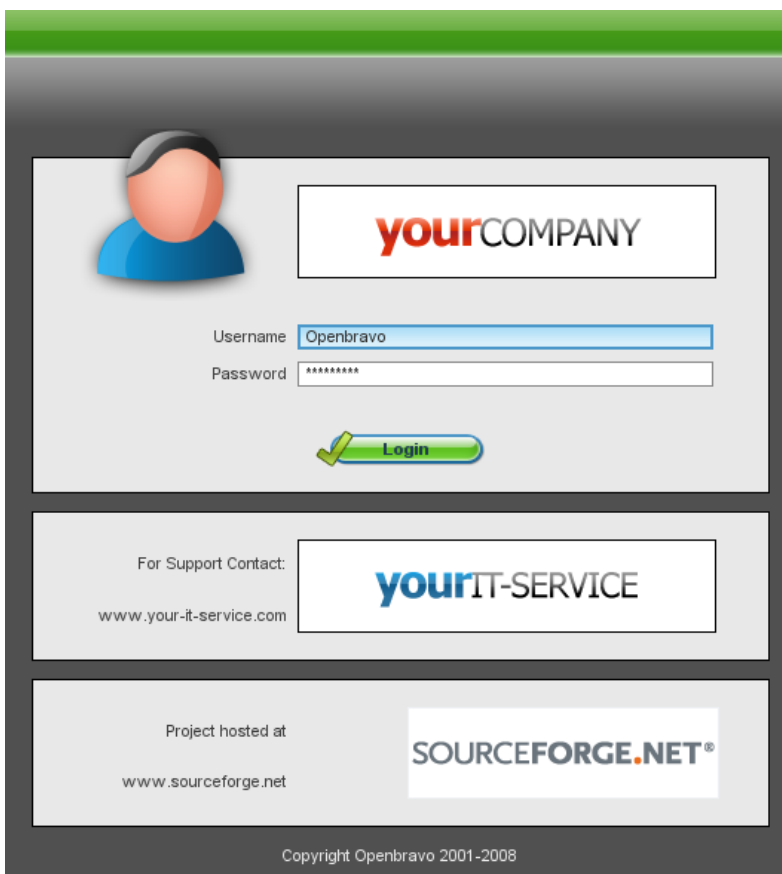 yourCOMPANY
Username Openbravo
Password *********
Login
For Support Contact:
yourIT-SERVICE
www.your-it-service.com
Project hosted at
SOURCEFORGE.NET®
www.sourceforge.net
Copyright Openbravo 2001-2008